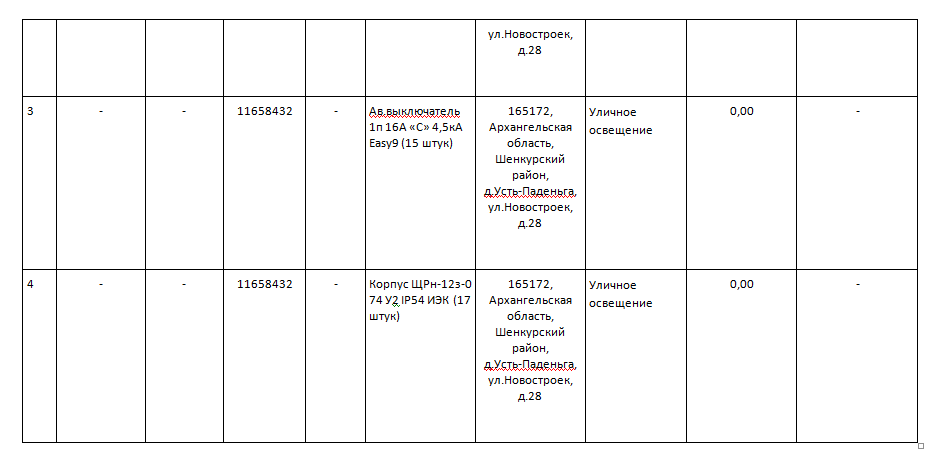 ул.Новостроек,
д.28
3 - - 11658432 - Ав.выключатель
1п 16А «С» 4,5кА
Easy9 (15 штук)
165172,
Архангельская
область,
Шенкурский
район,
д.Усть-Паденьга,
ул.Новостроек,
д.28
Уличное
освещение
0,00 -
4 - - 11658432 - Корпус ЩРн-12з-0
74 У2 IP54 ИЭК (17
штук)
165172,
Архангельская
область,
Шенкурский
район,
д.Усть-Паденьга,
ул.Новостроек,
д.28
Уличное
освещение
0,00 -